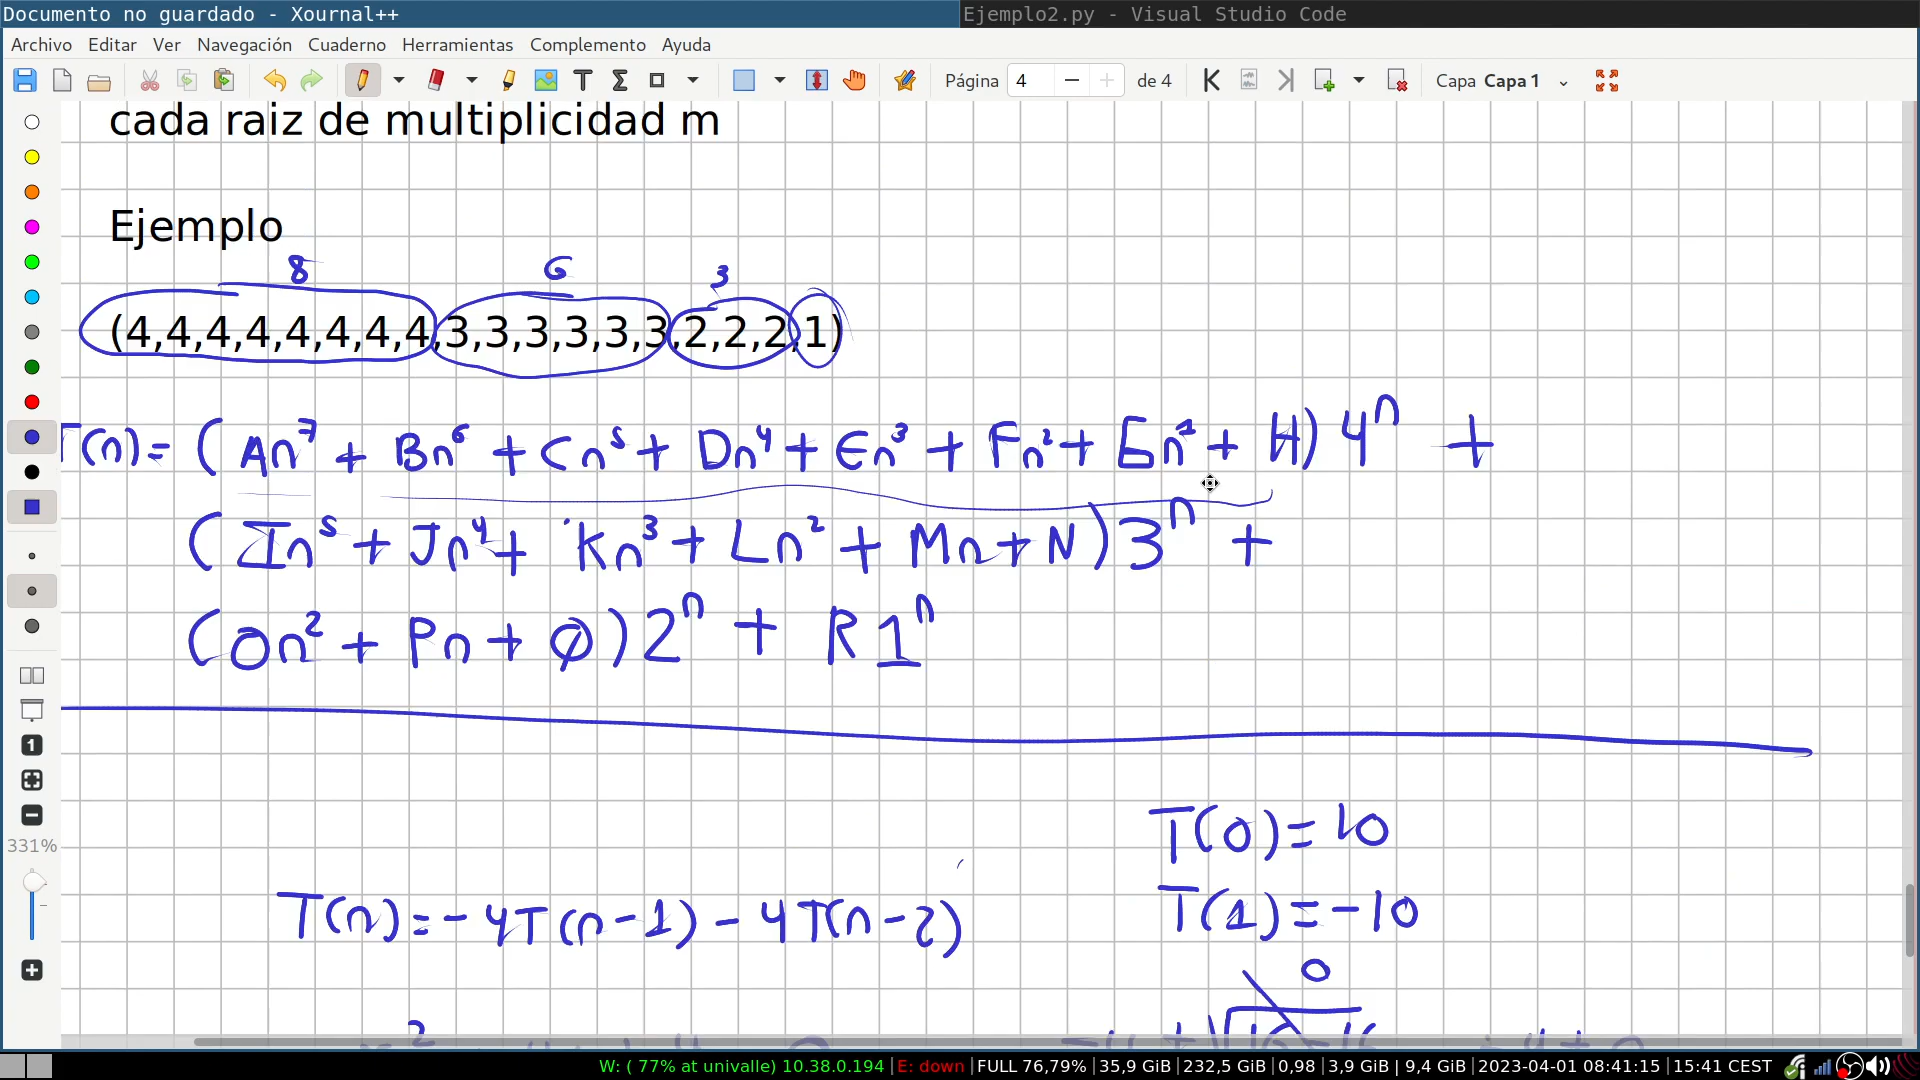 Documento no guardado - Xournal++
Ejemplo2.py - Visual Studio Code
Archivo Editar Ver Navegación Cuaderno Herramientas Complemento Ayuda
Página 4 de 4 Capa Capa 1
cada raiz de multiplicidad m
Ejemplo
8 6 3
(4,4,4,4,4,4,4,4,3,3,3,3,3,3,2,2,2,1)
T(n)= (An⁷ + Bn⁶ + Cn⁵ + Dn⁴ + En³ + Fn² + Gn¹ + H) 4ⁿ +
(In⁵ + Jn⁴ + Kn³ + Ln² + Mn + N) 3ⁿ +
(On² + Pn + Q) 2ⁿ + R 1ⁿ
T(0) = 10
T(n) = -4T(n-1) - 4T(n-2)
T(1) = -10
0
2
331%
W: ( 77% at univalle) 10.38.0.194 |E: down|FULL 76,79% |35,9 GiB|232,5 GiB|0,98 |3,9 GiB | 9,4 GiB |2023-04-01 08:41:15 |15:41 CEST